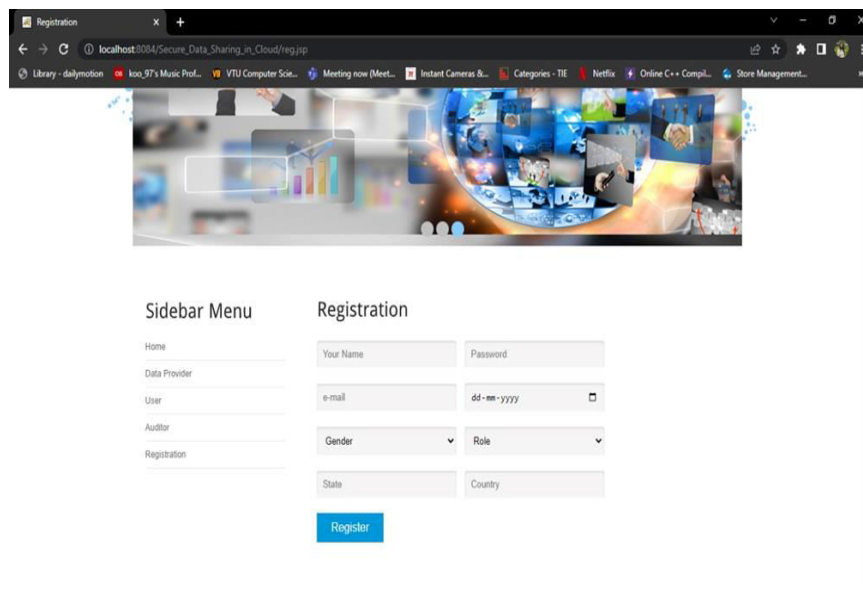 Registration
localhost:8084/Secure_Data_Sharing_in_Cloud/reg.jsp
Library - dailymotion koo_97's Music Prof... VTU Computer Scie... Meeting now (Meet... Instant Cameras &... Categories - TIE Netflix Online C++ Compil... Store Management...
Sidebar Menu
Home
Data Provider
User
Auditor
Registration
Registration
Your Name Password
e-mail dd-mm-yyyy
Gender Role
State Country
Register